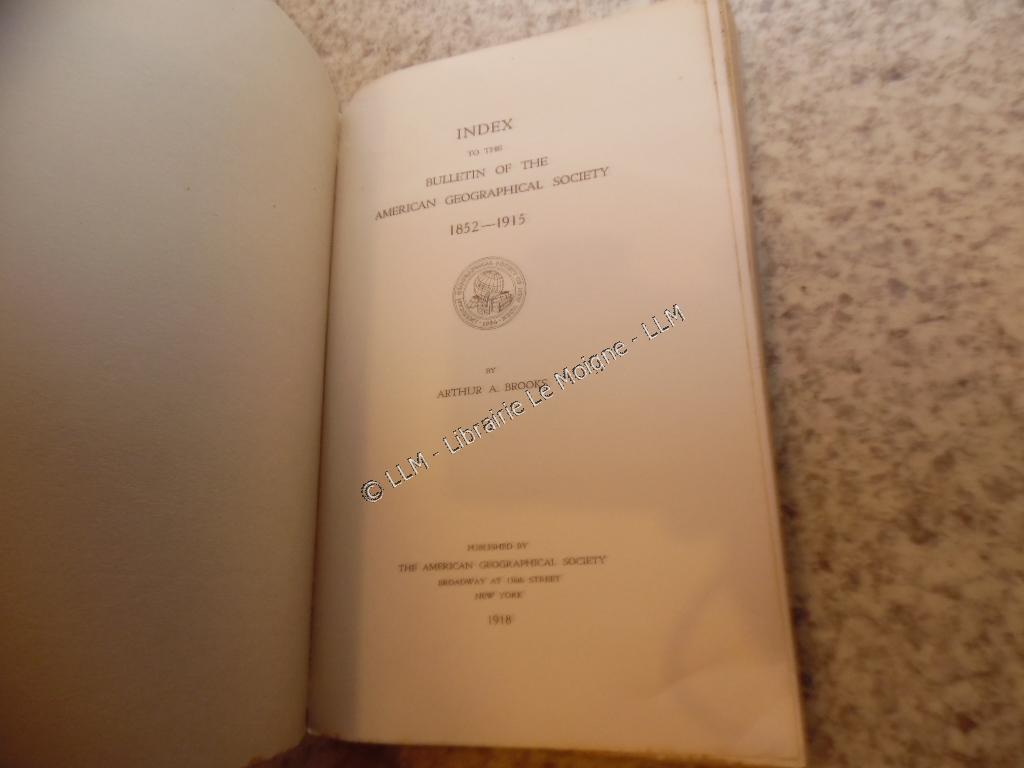 INDEX
TO THE
BULLETIN OF THE
AMERICAN GEOGRAPHICAL SOCIETY
1852—1915
BY
ARTHUR A. BROOKS
© LLM - Librairie Le Moigne - LLM
PUBLISHED BY
THE AMERICAN GEOGRAPHICAL SOCIETY
BROADWAY AT 156th STREET
NEW YORK
1918